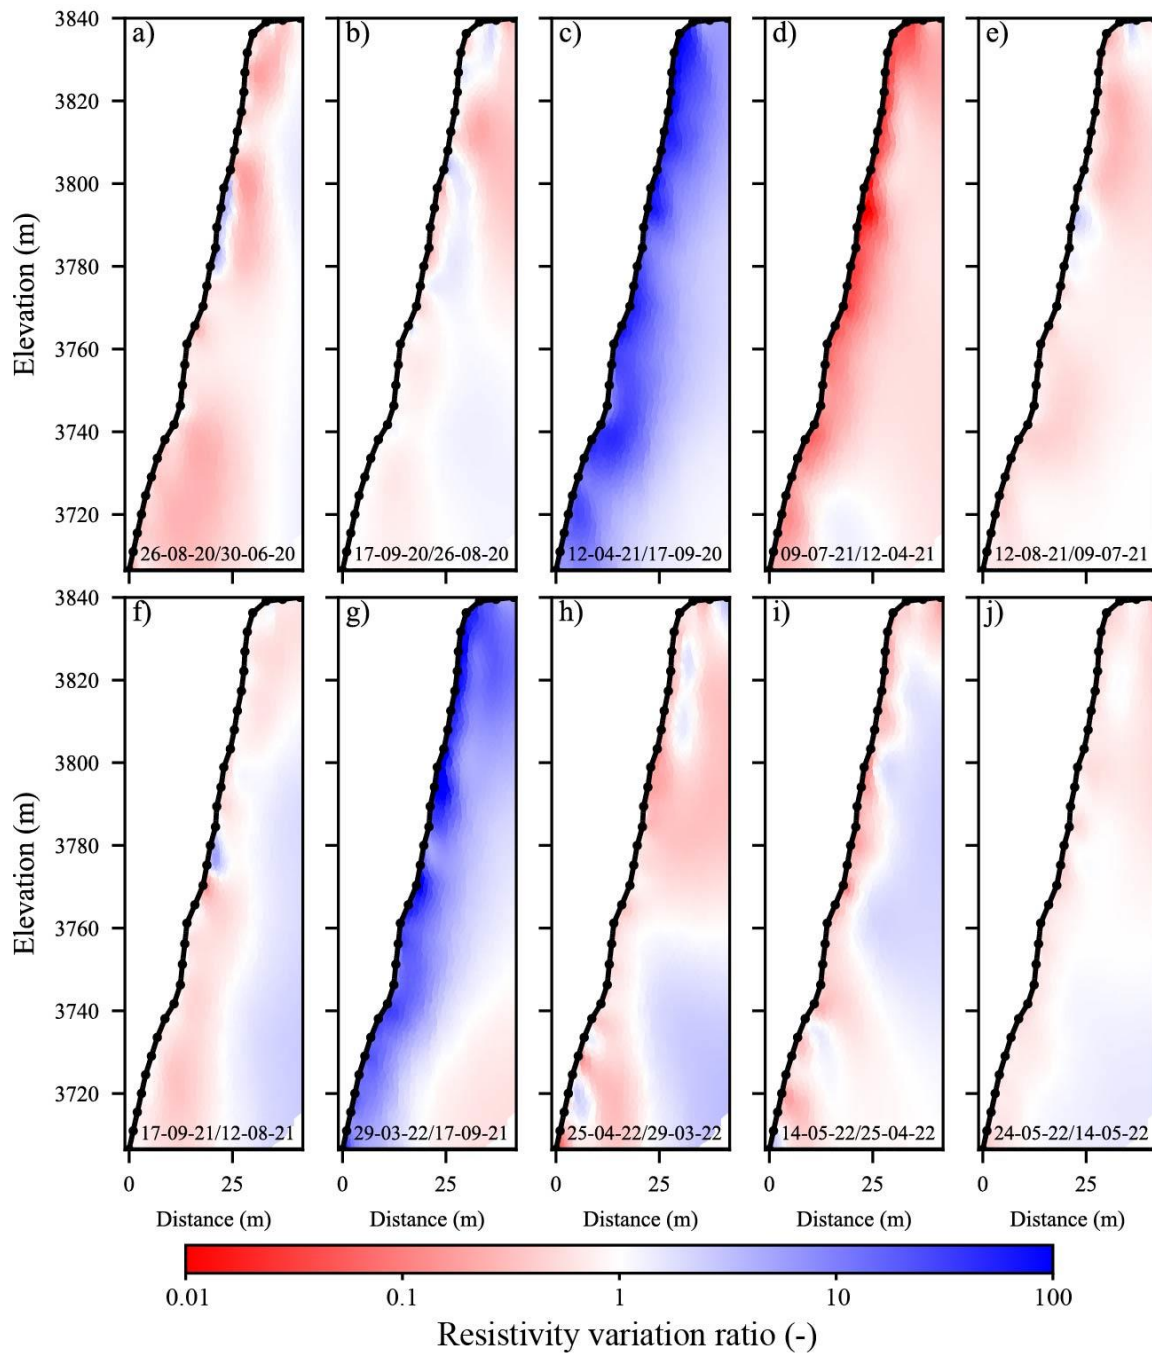 a) b) c) d) e)
3840
3820
3800
3780
3760
3740
3720
Elevation (m)
26-08-20/30-06-20 17-09-20/26-08-20 12-04-21/17-09-20 09-07-21/12-04-21 12-08-21/09-07-21
f) g) h) i) j)
3840
3820
3800
3780
3760
3740
3720
Elevation (m)
17-09-21/12-08-21 29-03-22/17-09-21 25-04-22/29-03-22 14-05-22/25-04-22 24-05-22/14-05-22
0 25 0 25 0 25 0 25 0 25
Distance (m) Distance (m) Distance (m) Distance (m) Distance (m)
0.01 0.1 1 10 100
Resistivity variation ratio (-)